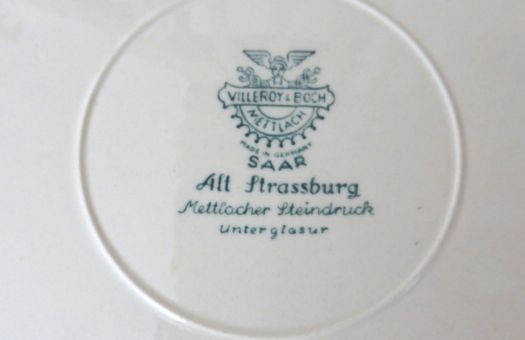 VILLEROY & BOCH
METTLACH
MADE IN GERMANY
SAAR
Alt Strassburg
Mettlacher Steindruck
Unterglasur